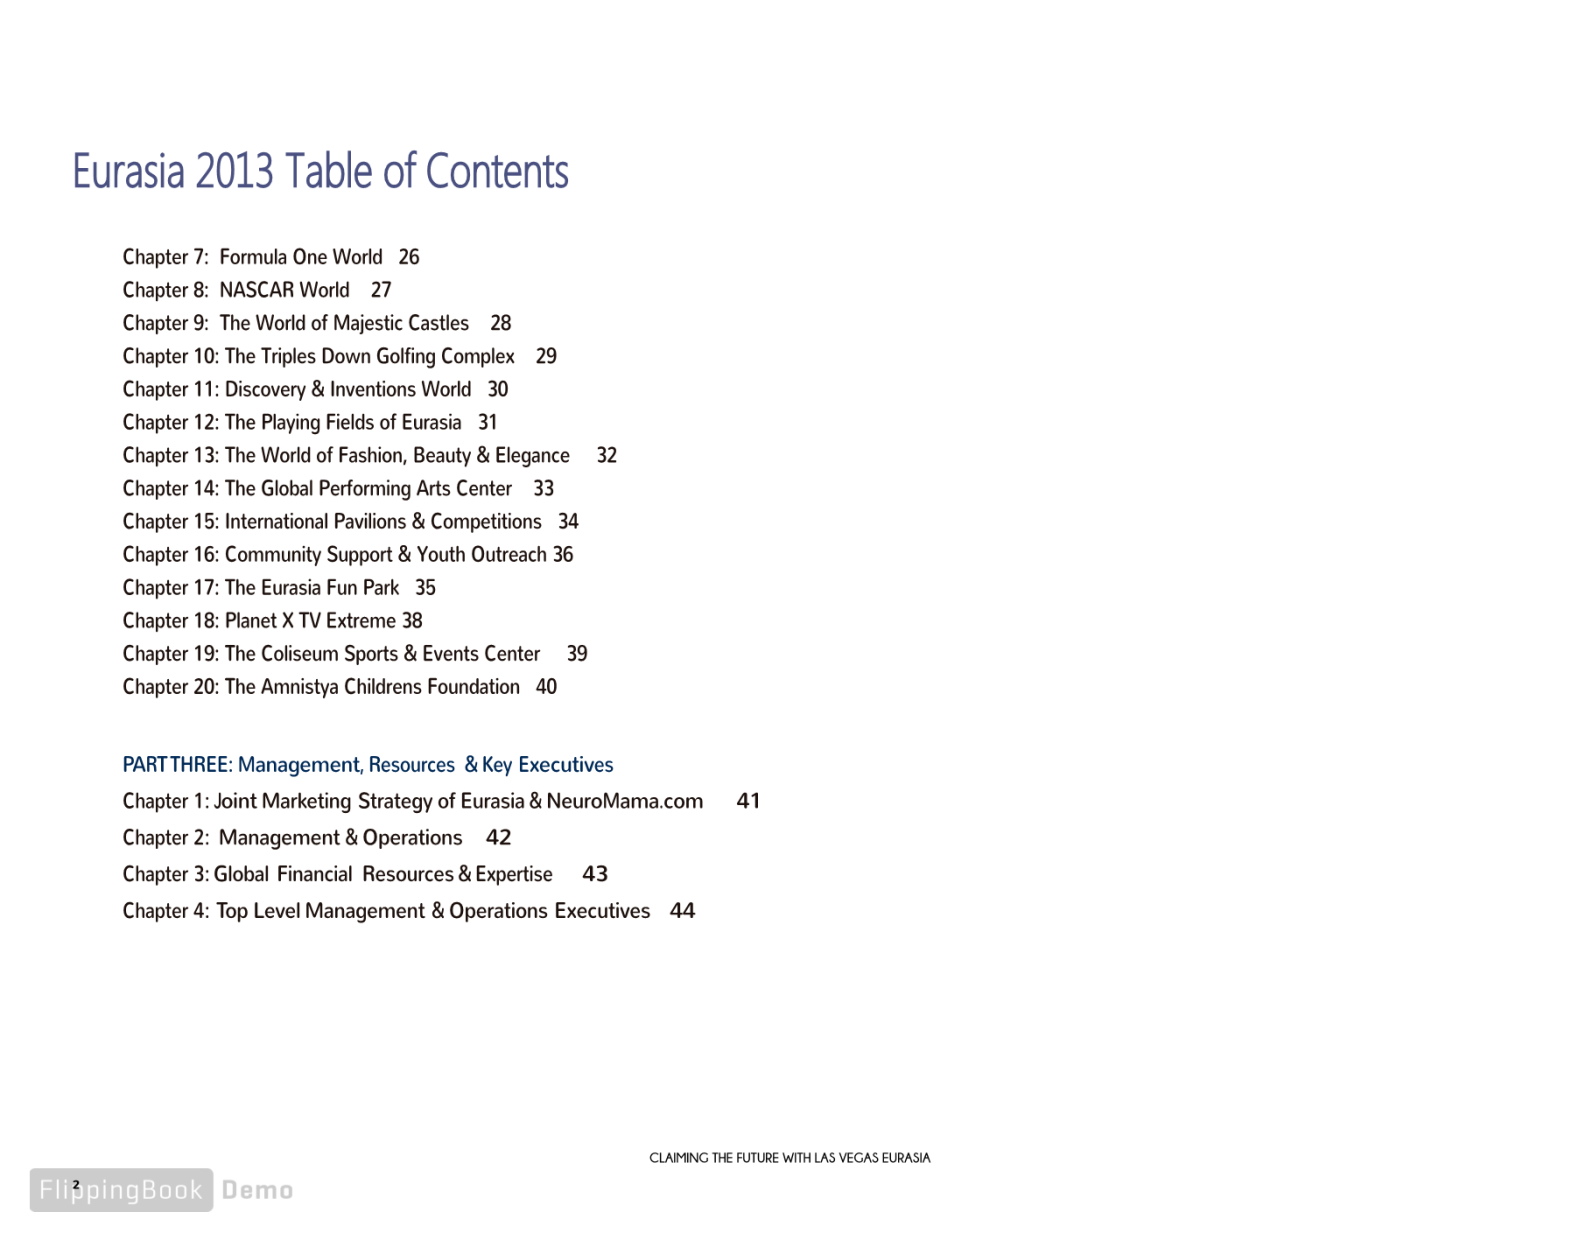 Eurasia 2013 Table of Contents
Chapter 7: Formula One World 26
Chapter 8: NASCAR World 27
Chapter 9: The World of Majestic Castles 28
Chapter 10: The Triples Down Golfing Complex 29
Chapter 11: Discovery & Inventions World 30
Chapter 12: The Playing Fields of Eurasia 31
Chapter 13: The World of Fashion, Beauty & Elegance 32
Chapter 14: The Global Performing Arts Center 33
Chapter 15: International Pavilions & Competitions 34
Chapter 16: Community Support & Youth Outreach 36
Chapter 17: The Eurasia Fun Park 35
Chapter 18: Planet X TV Extreme 38
Chapter 19: The Coliseum Sports & Events Center 39
Chapter 20: The Amnistya Childrens Foundation 40
PART THREE: Management, Resources & Key Executives
Chapter 1: Joint Marketing Strategy of Eurasia & NeuroMama.com 41
Chapter 2: Management & Operations 42
Chapter 3: Global Financial Resources & Expertise 43
Chapter 4: Top Level Management & Operations Executives 44
CLAIMING THE FUTURE WITH LAS VEGAS EURASIA
2
FlippingBook Demo